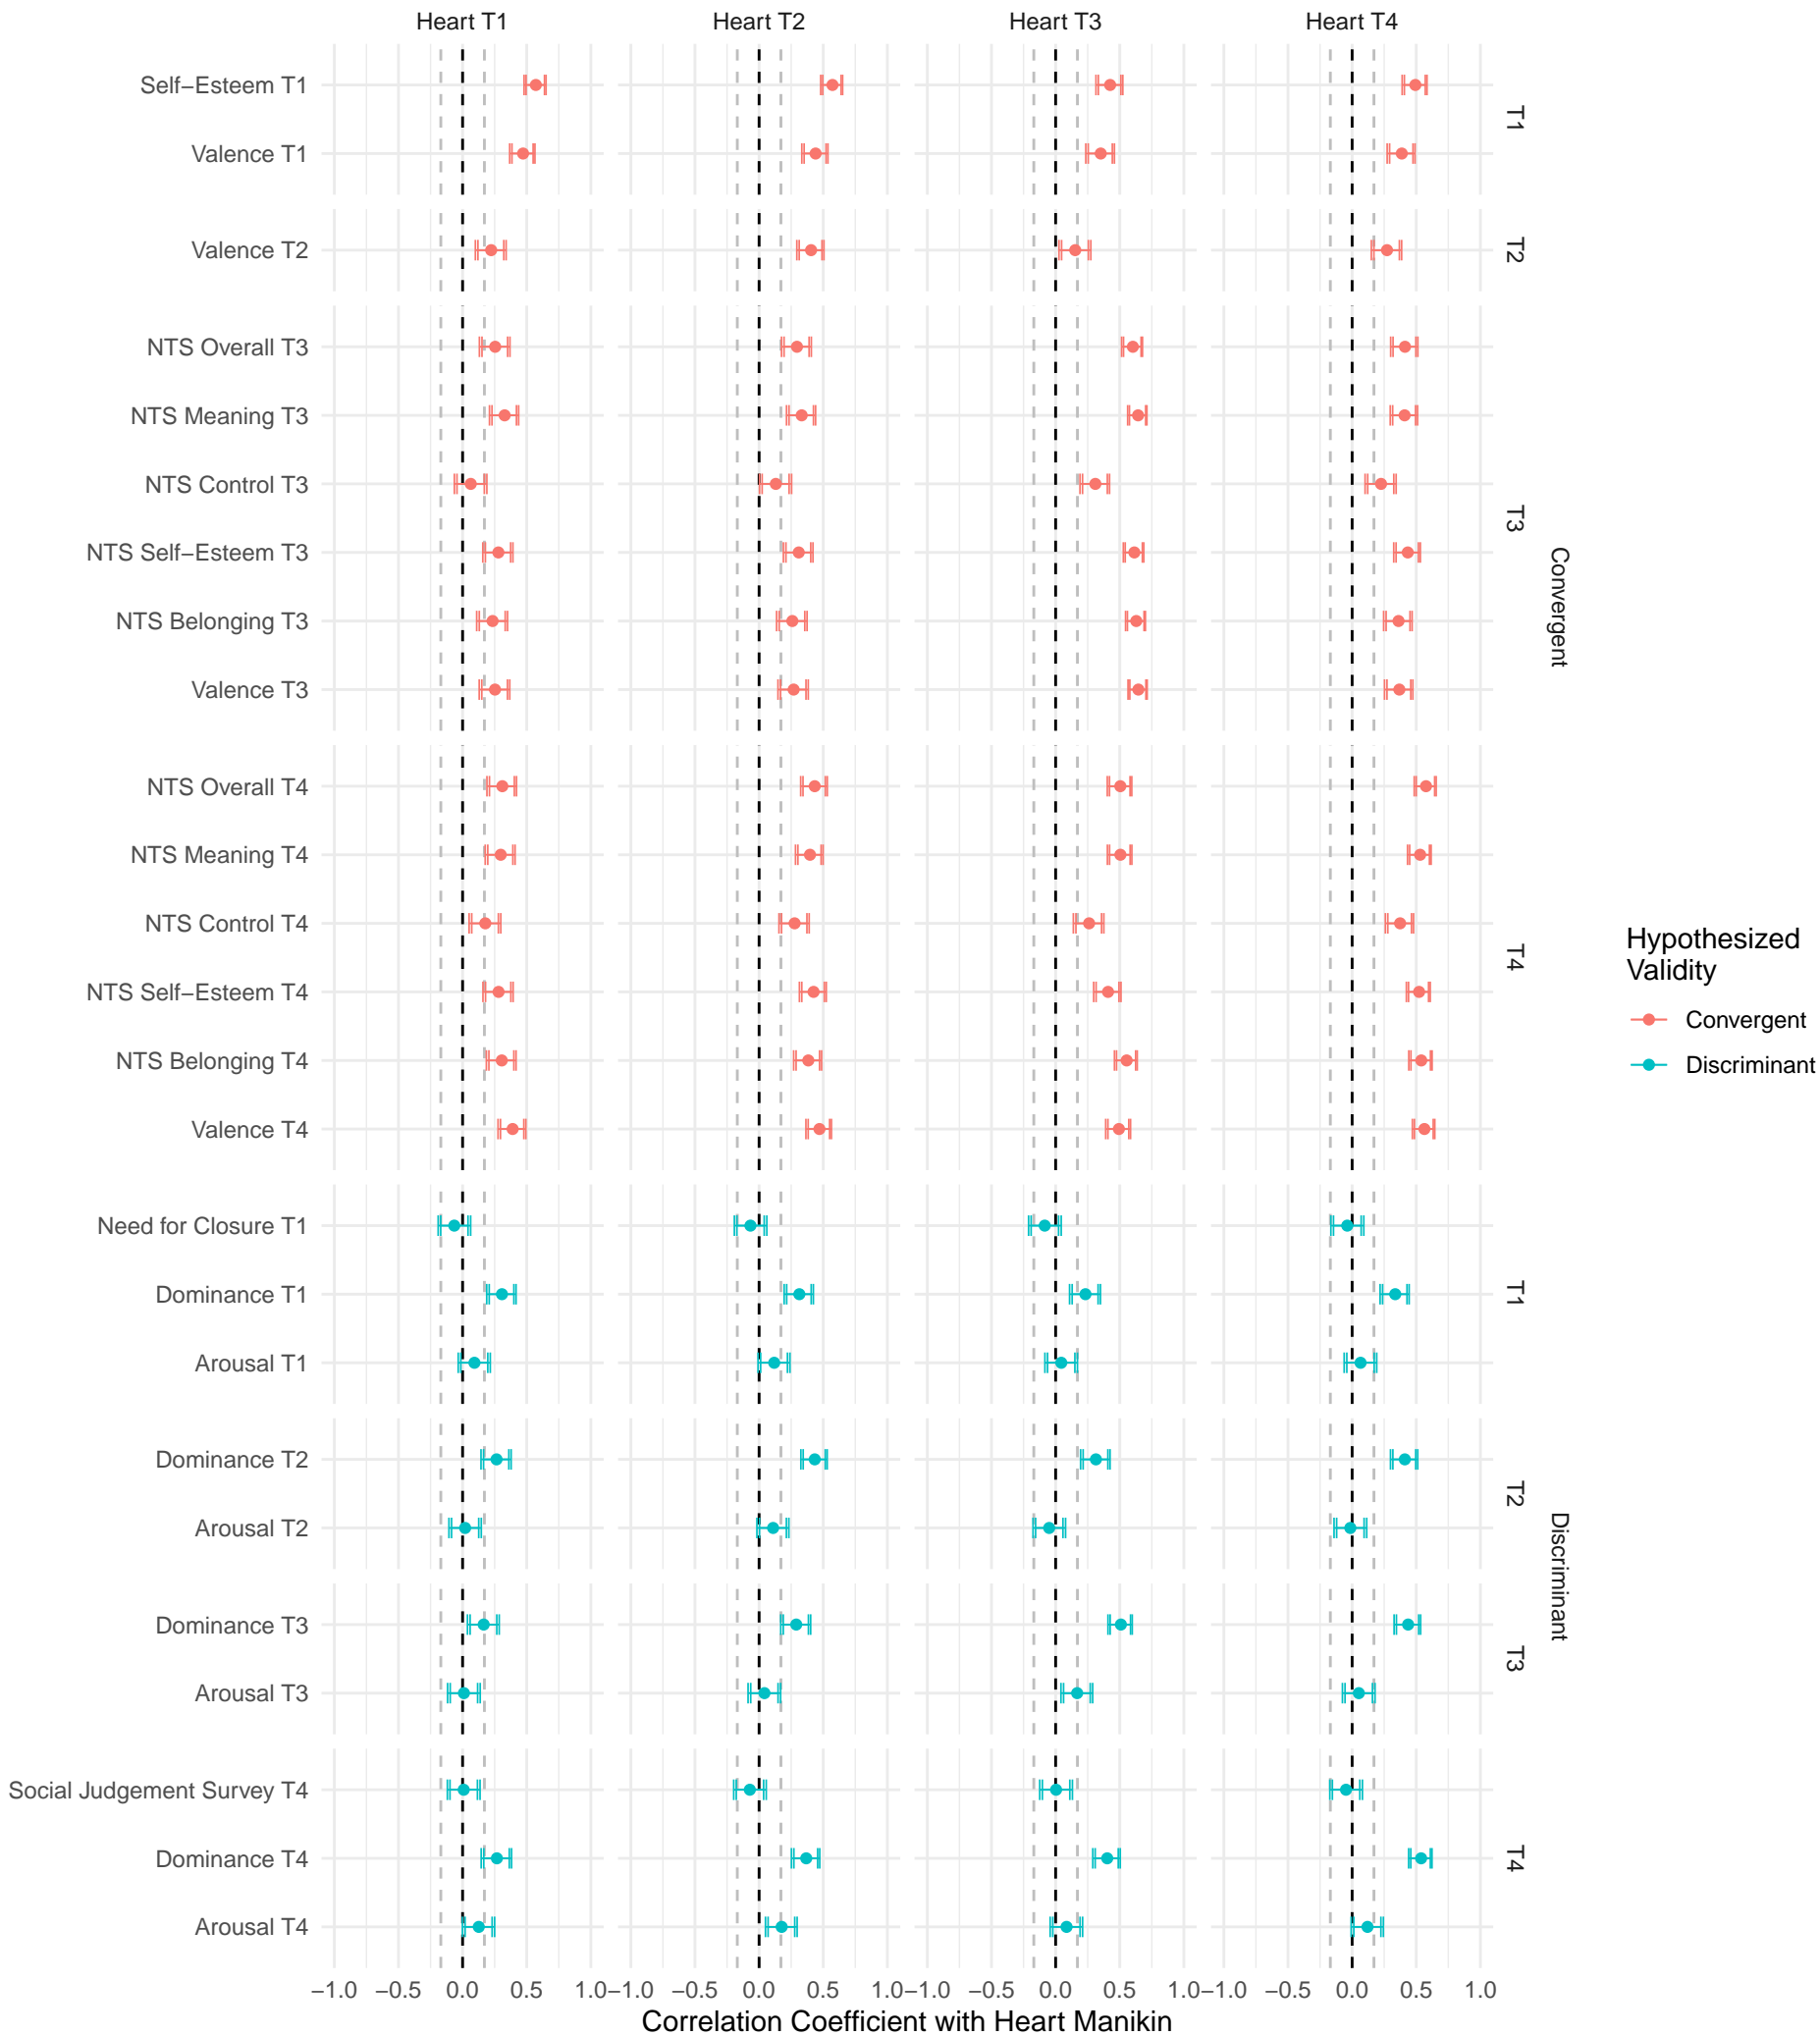 Heart T1 Heart T2 Heart T3 Heart T4
Self−Esteem T1
Valence T1
T1
Valence T2
T2
NTS Overall T3
NTS Meaning T3
NTS Control T3
NTS Self−Esteem T3
NTS Belonging T3
Valence T3
T3
Convergent
NTS Overall T4
NTS Meaning T4
NTS Control T4
NTS Self−Esteem T4
NTS Belonging T4
Valence T4
T4
Need for Closure T1
Dominance T1
Arousal T1
T1
Dominance T2
Arousal T2
T2
Discriminant
Dominance T3
Arousal T3
T3
Social Judgement Survey T4
Dominance T4
Arousal T4
T4
−1.0 −0.5 0.0 0.5 1.0 −1.0 −0.5 0.0 0.5 1.0 −1.0 −0.5 0.0 0.5 1.0 −1.0 −0.5 0.0 0.5 1.0
Correlation Coefficient with Heart Manikin
Hypothesized
Validity
Convergent
Discriminant